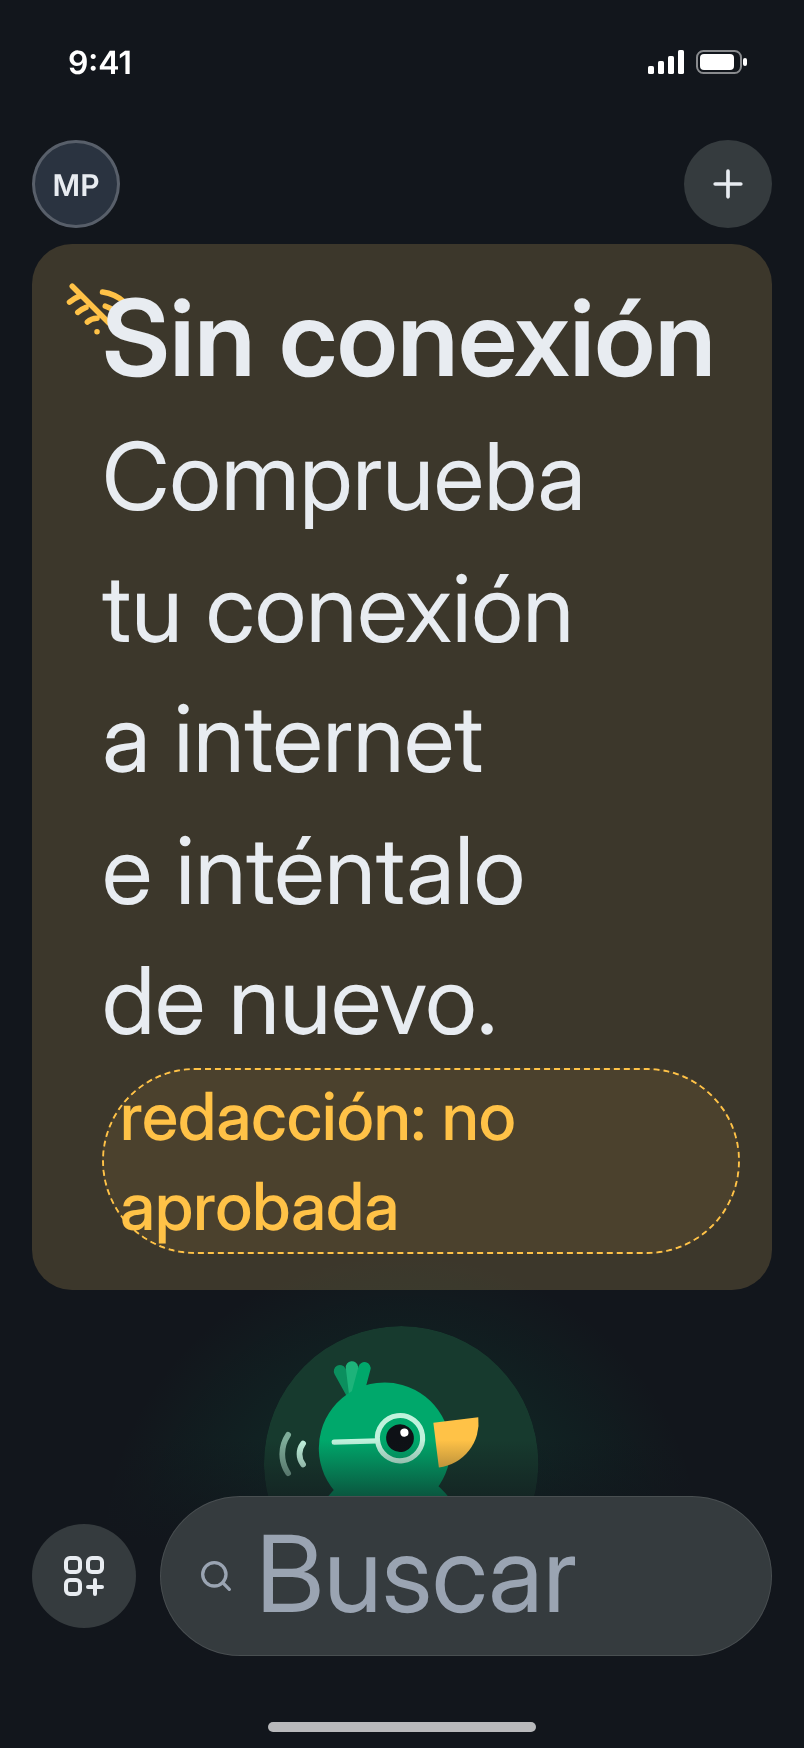 9:41
MP
Sin conexión
Comprueba
tu conexión
a internet
e inténtalo
de nuevo.
redacción: no
aprobada
Buscar